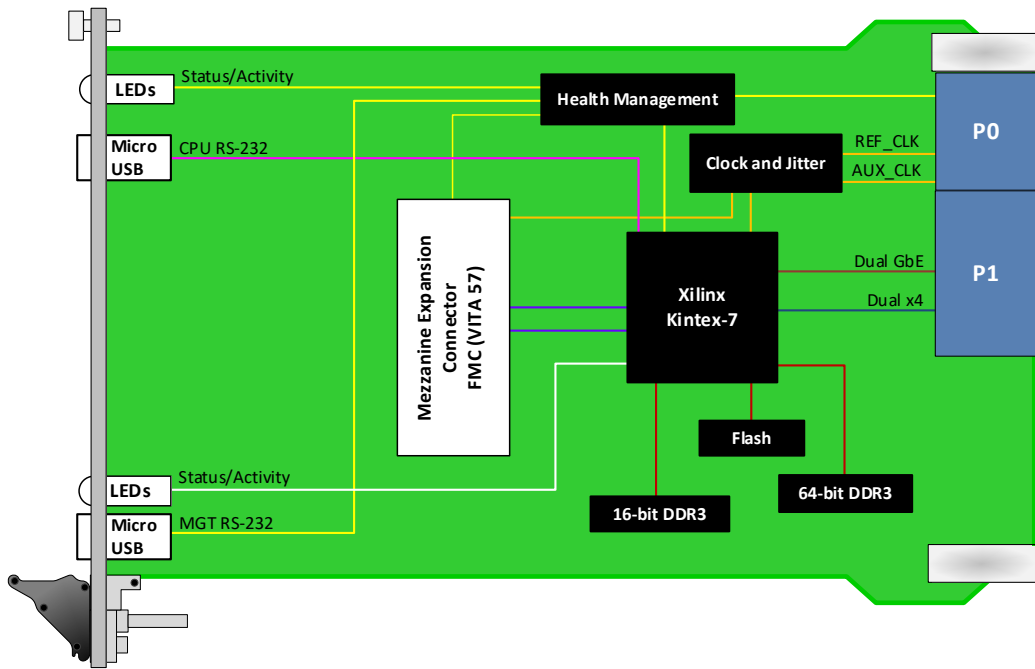 Status/Activity
LEDs
Health Management
Micro
USB
CPU RS-232
P0
REF_CLK
Clock and Jitter
AUX_CLK
Mezzanine Expansion
Connector
FMC (VITA 57)
Xilinx
Kintex-7
Dual GbE
P1
Dual x4
Flash
Status/Activity
LEDs
64-bit DDR3
16-bit DDR3
Micro
USB
MGT RS-232